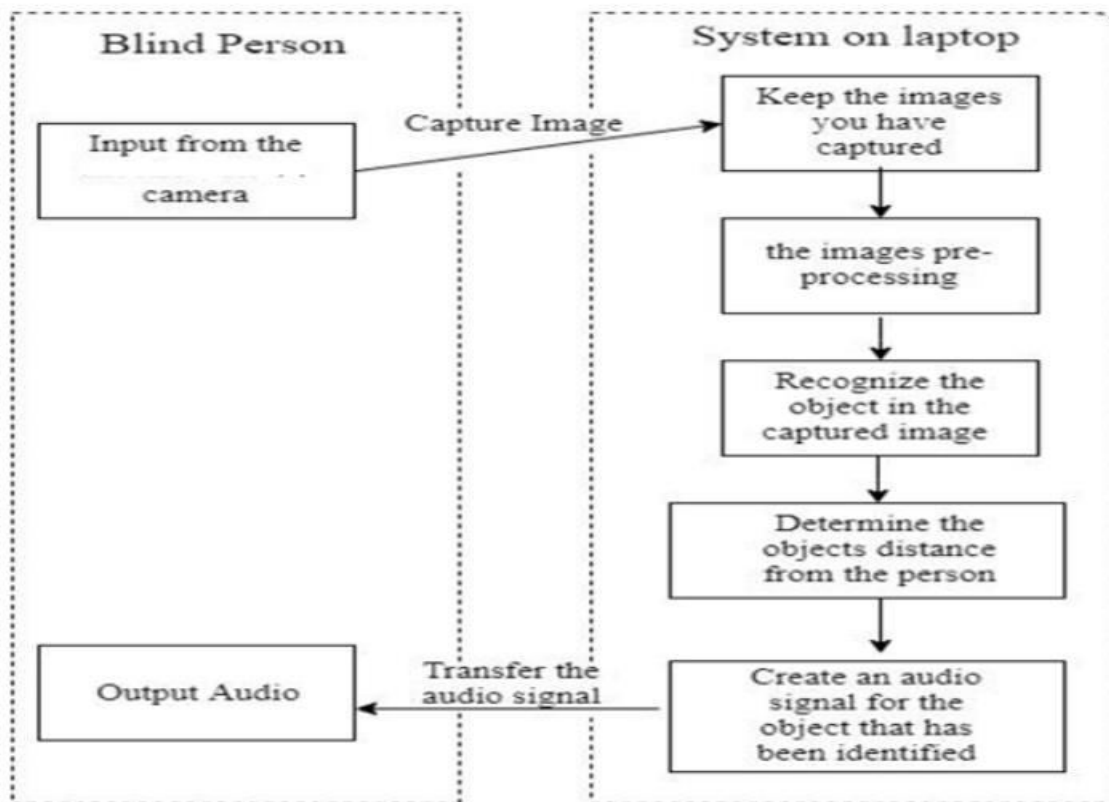 Blind Person
Input from the
camera
Capture Image
System on laptop
Keep the images
you have
captured
the images pre-
processing
Recognize the
object in the
captured image
Determine the
objects distance
from the person
Create an audio
signal for the
object that has
been identified
Transfer the
audio signal
Output Audio